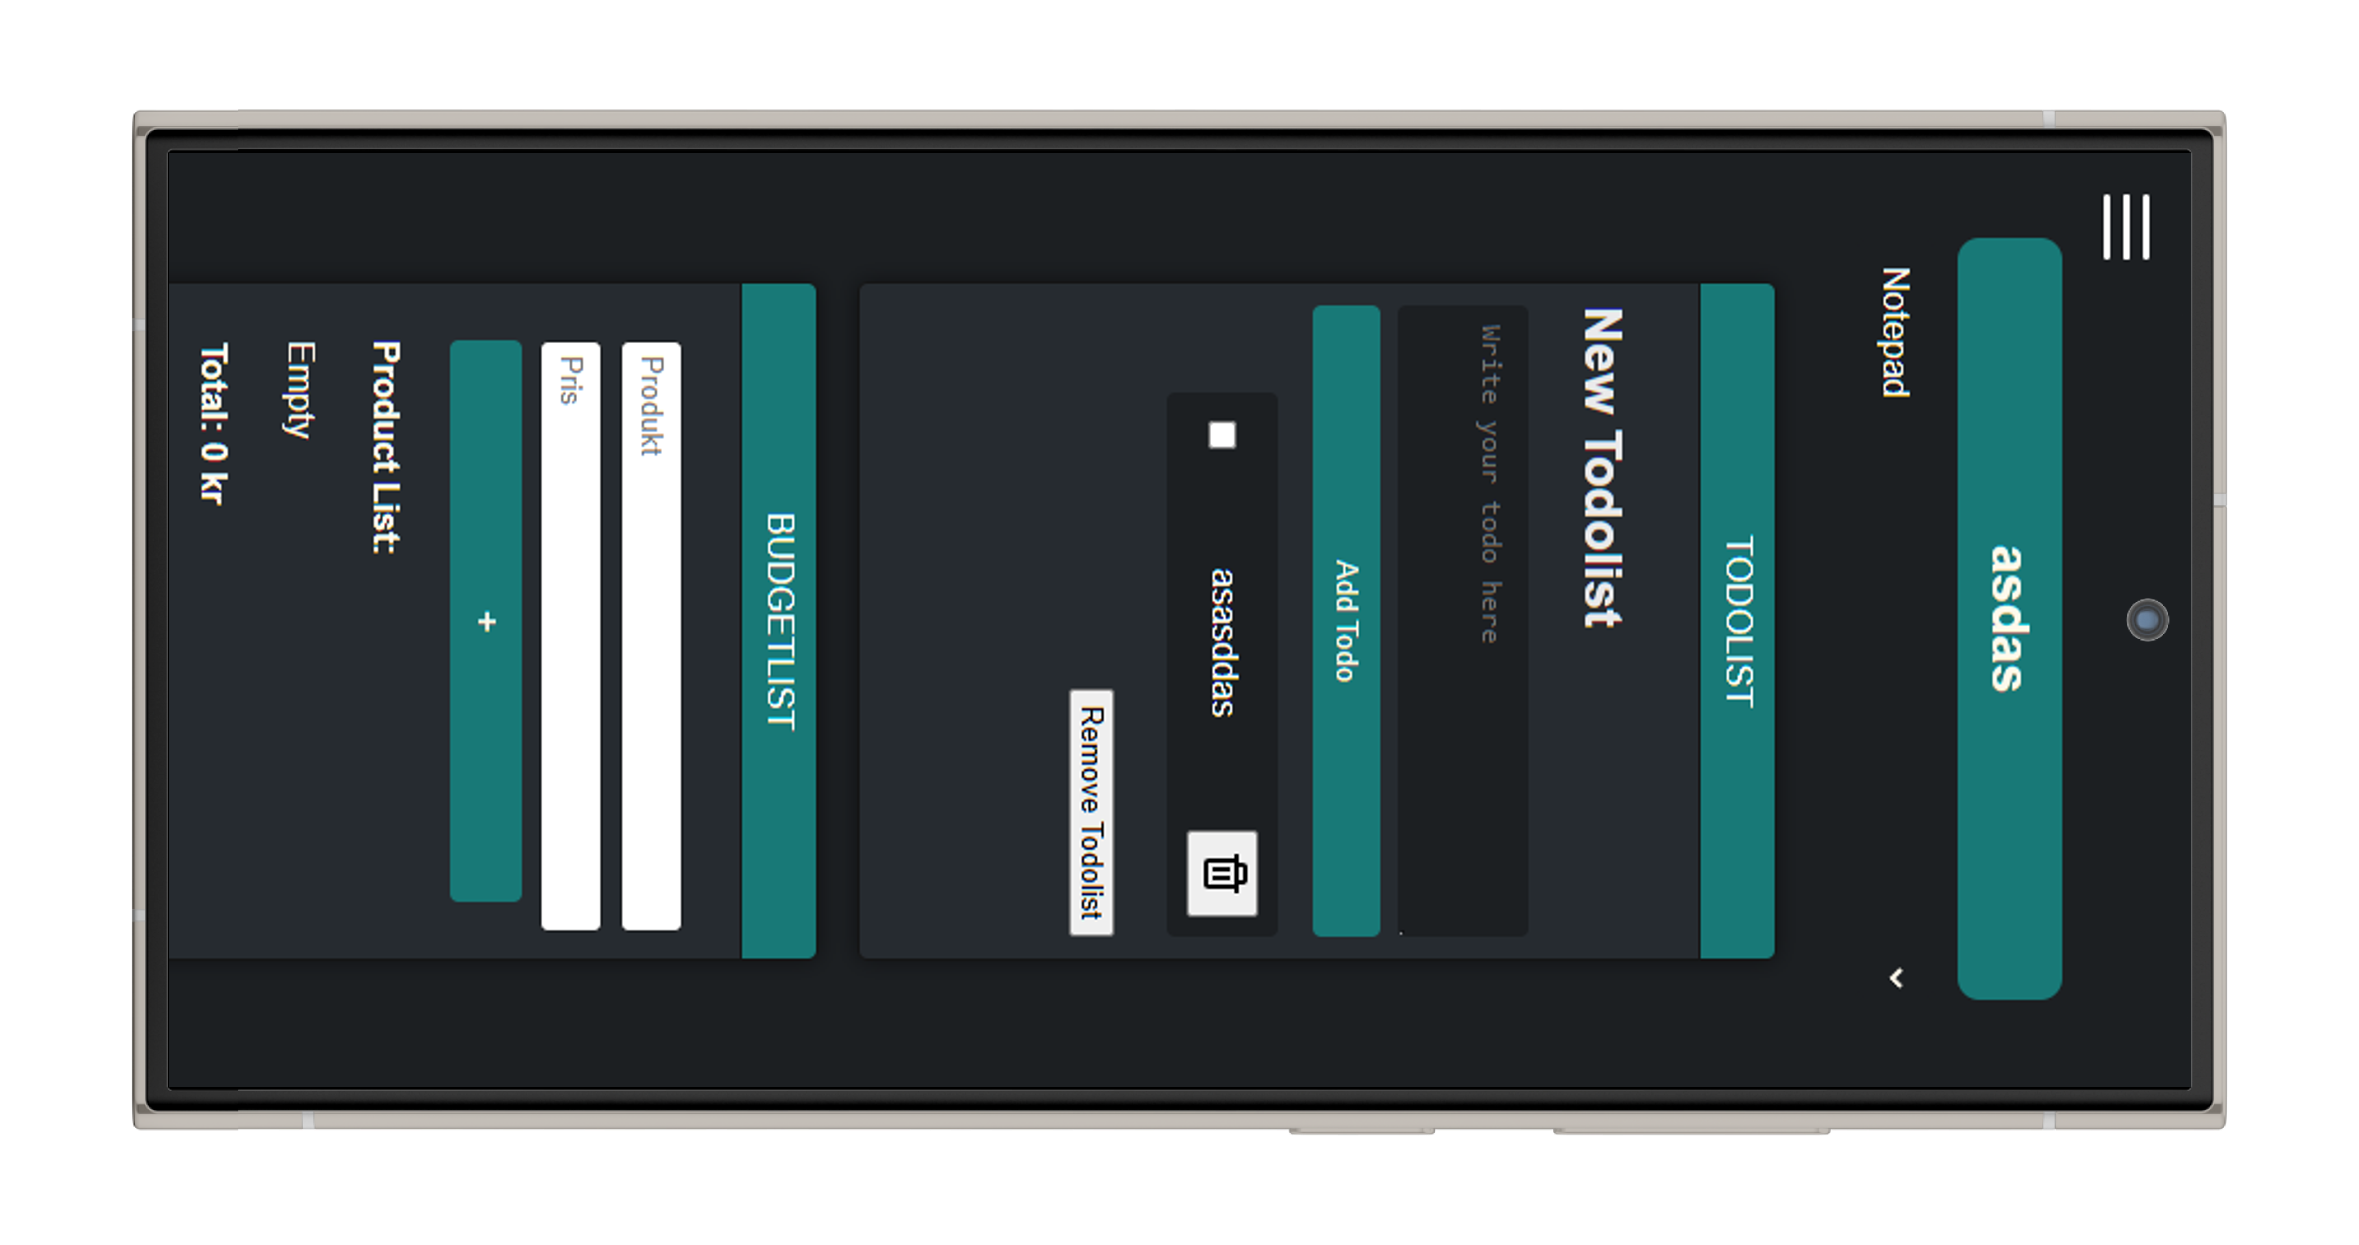 asdas
Notepad
TODOLIST
New Todolist
Write your todo here
Add Todo
asasddas
Remove Todolist
BUDGETLIST
Produkt
Pris
+
Product List:
Empty
Total: 0 kr